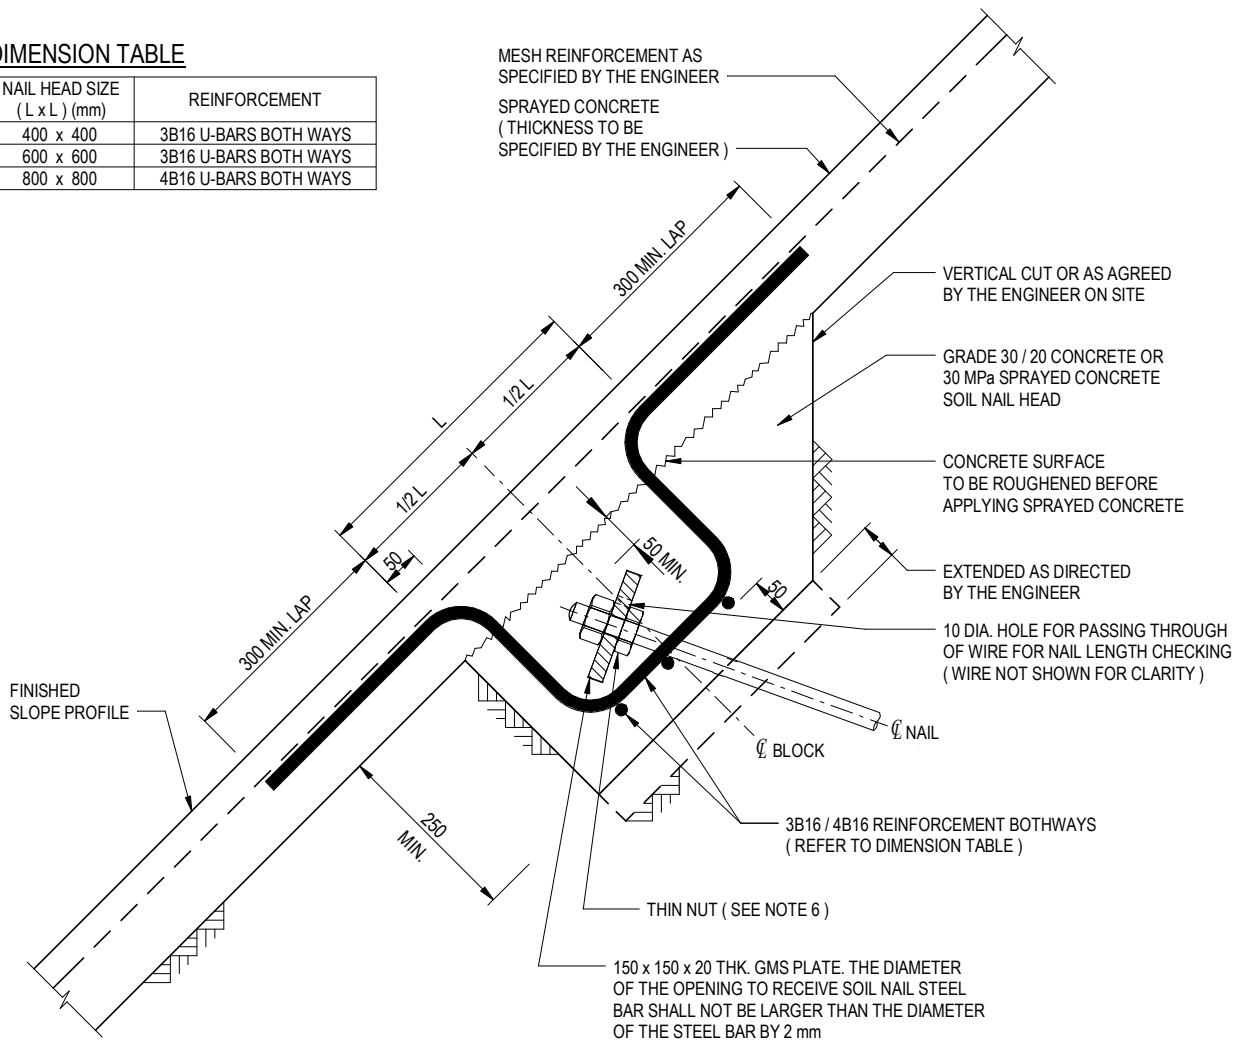 DIMENSION TABLE
NAIL HEAD SIZE
( L x L ) (mm)
REINFORCEMENT
400 x 400
3B16 U-BARS BOTH WAYS
600 x 600
3B16 U-BARS BOTH WAYS
800 x 800
4B16 U-BARS BOTH WAYS
MESH REINFORCEMENT AS
SPECIFIED BY THE ENGINEER
SPRAYED CONCRETE
( THICKNESS TO BE
SPECIFIED BY THE ENGINEER )
300 MIN. LAP
VERTICAL CUT OR AS AGREED
BY THE ENGINEER ON SITE
GRADE 30 / 20 CONCRETE OR
30 MPa SPRAYED CONCRETE
SOIL NAIL HEAD
L
1/2 L
1/2 L
CONCRETE SURFACE
TO BE ROUGHENED BEFORE
APPLYING SPRAYED CONCRETE
50
50 MIN.
50
EXTENDED AS DIRECTED
BY THE ENGINEER
300 MIN. LAP
10 DIA. HOLE FOR PASSING THROUGH
OF WIRE FOR NAIL LENGTH CHECKING
( WIRE NOT SHOWN FOR CLARITY )
FINISHED
SLOPE PROFILE
℄ NAIL
℄ BLOCK
250
MIN.
3B16 / 4B16 REINFORCEMENT BOTHWAYS
( REFER TO DIMENSION TABLE )
THIN NUT ( SEE NOTE 6 )
150 x 150 x 20 THK. GMS PLATE. THE DIAMETER
OF THE OPENING TO RECEIVE SOIL NAIL STEEL
BAR SHALL NOT BE LARGER THAN THE DIAMETER
OF THE STEEL BAR BY 2 mm